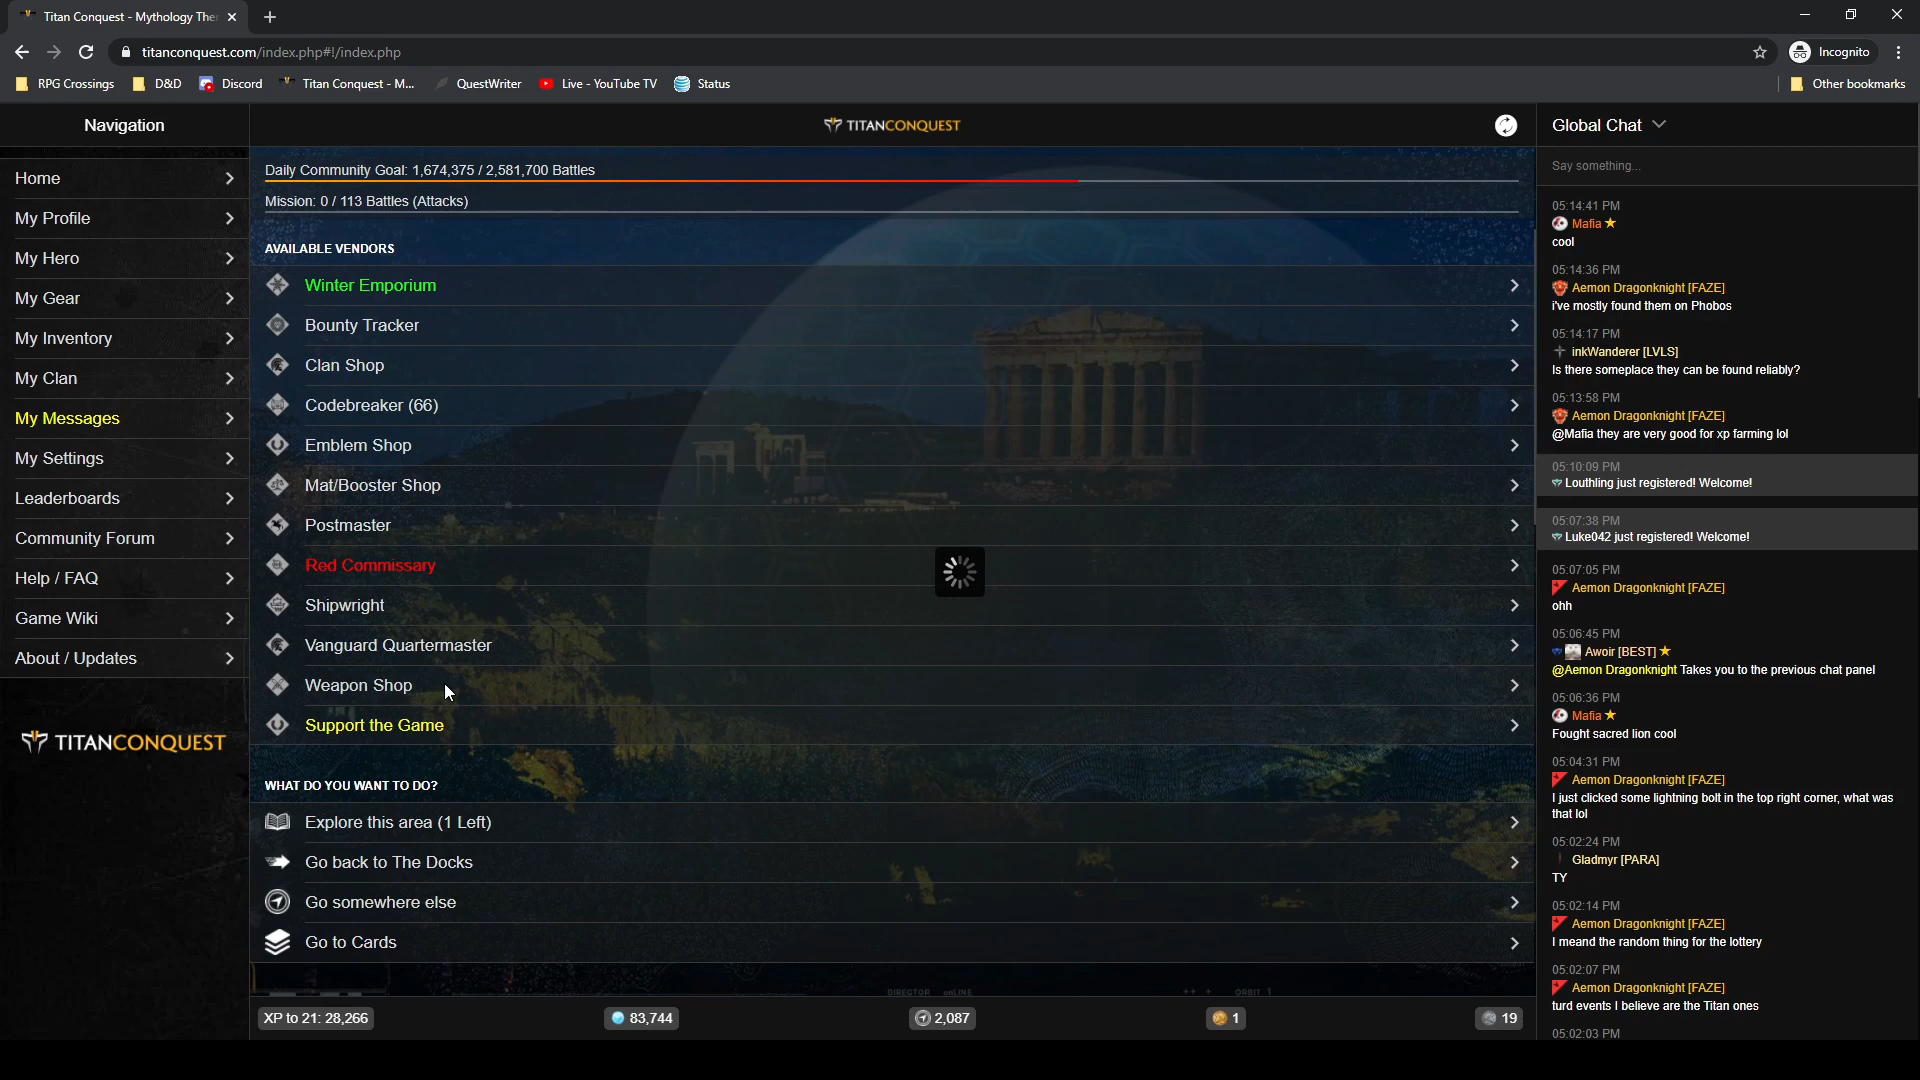 Titan Conquest - Mythology The
titanconquest.com/index.php#!/index.php
Incognito
RPG Crossings
D&D
Discord
Titan Conquest - M...
QuestWriter
Live - YouTube TV
Status
Other bookmarks
Navigation
TITANCONQUEST
Global Chat
Home
My Profile
My Hero
My Gear
My Inventory
My Clan
My Messages
My Settings
Leaderboards
Community Forum
Help / FAQ
Game Wiki
About / Updates
TITANCONQUEST
Daily Community Goal: 1,674,375 / 2,581,700 Battles
Mission: 0 / 113 Battles (Attacks)
AVAILABLE VENDORS
Winter Emporium
Bounty Tracker
Clan Shop
Codebreaker (66)
Emblem Shop
Mat/Booster Shop
Postmaster
Red Commissary
Shipwright
Vanguard Quartermaster
Weapon Shop
Support the Game
WHAT DO YOU WANT TO DO?
Explore this area (1 Left)
Go back to The Docks
Go somewhere else
Go to Cards
DIRECTOR onLINE
ORBIT 1
XP to 21: 28,266
83,744
2,087
1
19
Say something...
05:14:41 PM
Mafia
cool
05:14:36 PM
Aemon Dragonknight [FAZE]
i've mostly found them on Phobos
05:14:17 PM
inkWanderer [LVLS]
Is there someplace they can be found reliably?
05:13:58 PM
Aemon Dragonknight [FAZE]
@Mafia they are very good for xp farming lol
05:10:09 PM
Louthling just registered! Welcome!
05:07:38 PM
Luke042 just registered! Welcome!
05:07:05 PM
Aemon Dragonknight [FAZE]
ohh
05:06:45 PM
Awoir [BEST]
@Aemon Dragonknight Takes you to the previous chat panel
05:06:36 PM
Mafia
Fought sacred lion cool
05:04:31 PM
Aemon Dragonknight [FAZE]
I just clicked some lightning bolt in the top right corner, what was
that lol
05:02:24 PM
Gladmyr [PARA]
TY
05:02:14 PM
Aemon Dragonknight [FAZE]
I meand the random thing for the lottery
05:02:07 PM
Aemon Dragonknight [FAZE]
turd events I believe are the Titan ones
05:02:03 PM